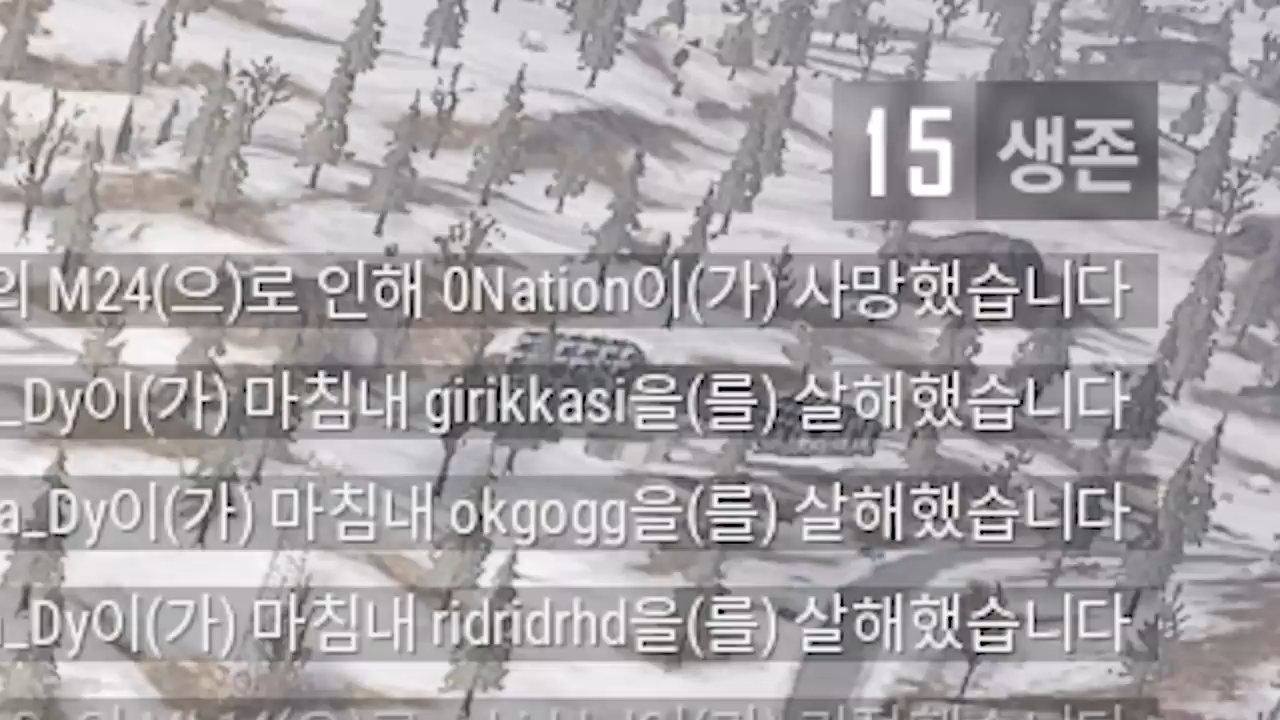 15 생존
의 M24(으)로 인해 0Nation이(가) 사망했습니다
_Dy이(가) 마침내 girikkasi을(를) 살해했습니다
a_Dy이(가) 마침내 okgogg을(를) 살해했습니다
_Dy이(가) 마침내 ridridrhd을(를) 살해했습니다